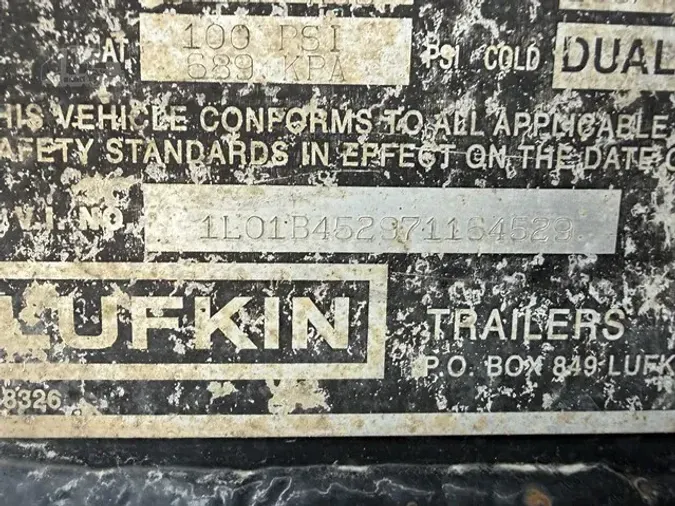 AT 100 PSI PSI COLD DUAL
689 KPA
HIS VEHICLE CONFORMS TO ALL APPLICABLE
AFETY STANDARDS IN EFFECT ON THE DATE O
V.I. NO. 1L01B452971154529
LUFKIN TRAILERS
P.O. BOX 849 LUFK
8326